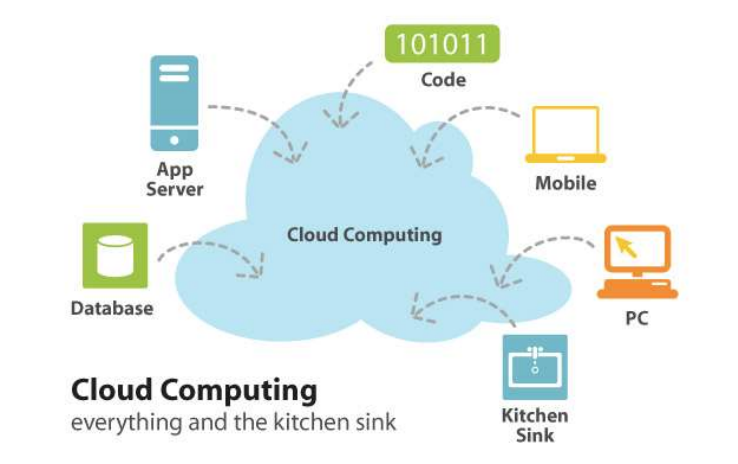 101011
Code
App
Server
Mobile
Cloud Computing
Database
PC
Cloud Computing
everything and the kitchen sink
Kitchen
Sink